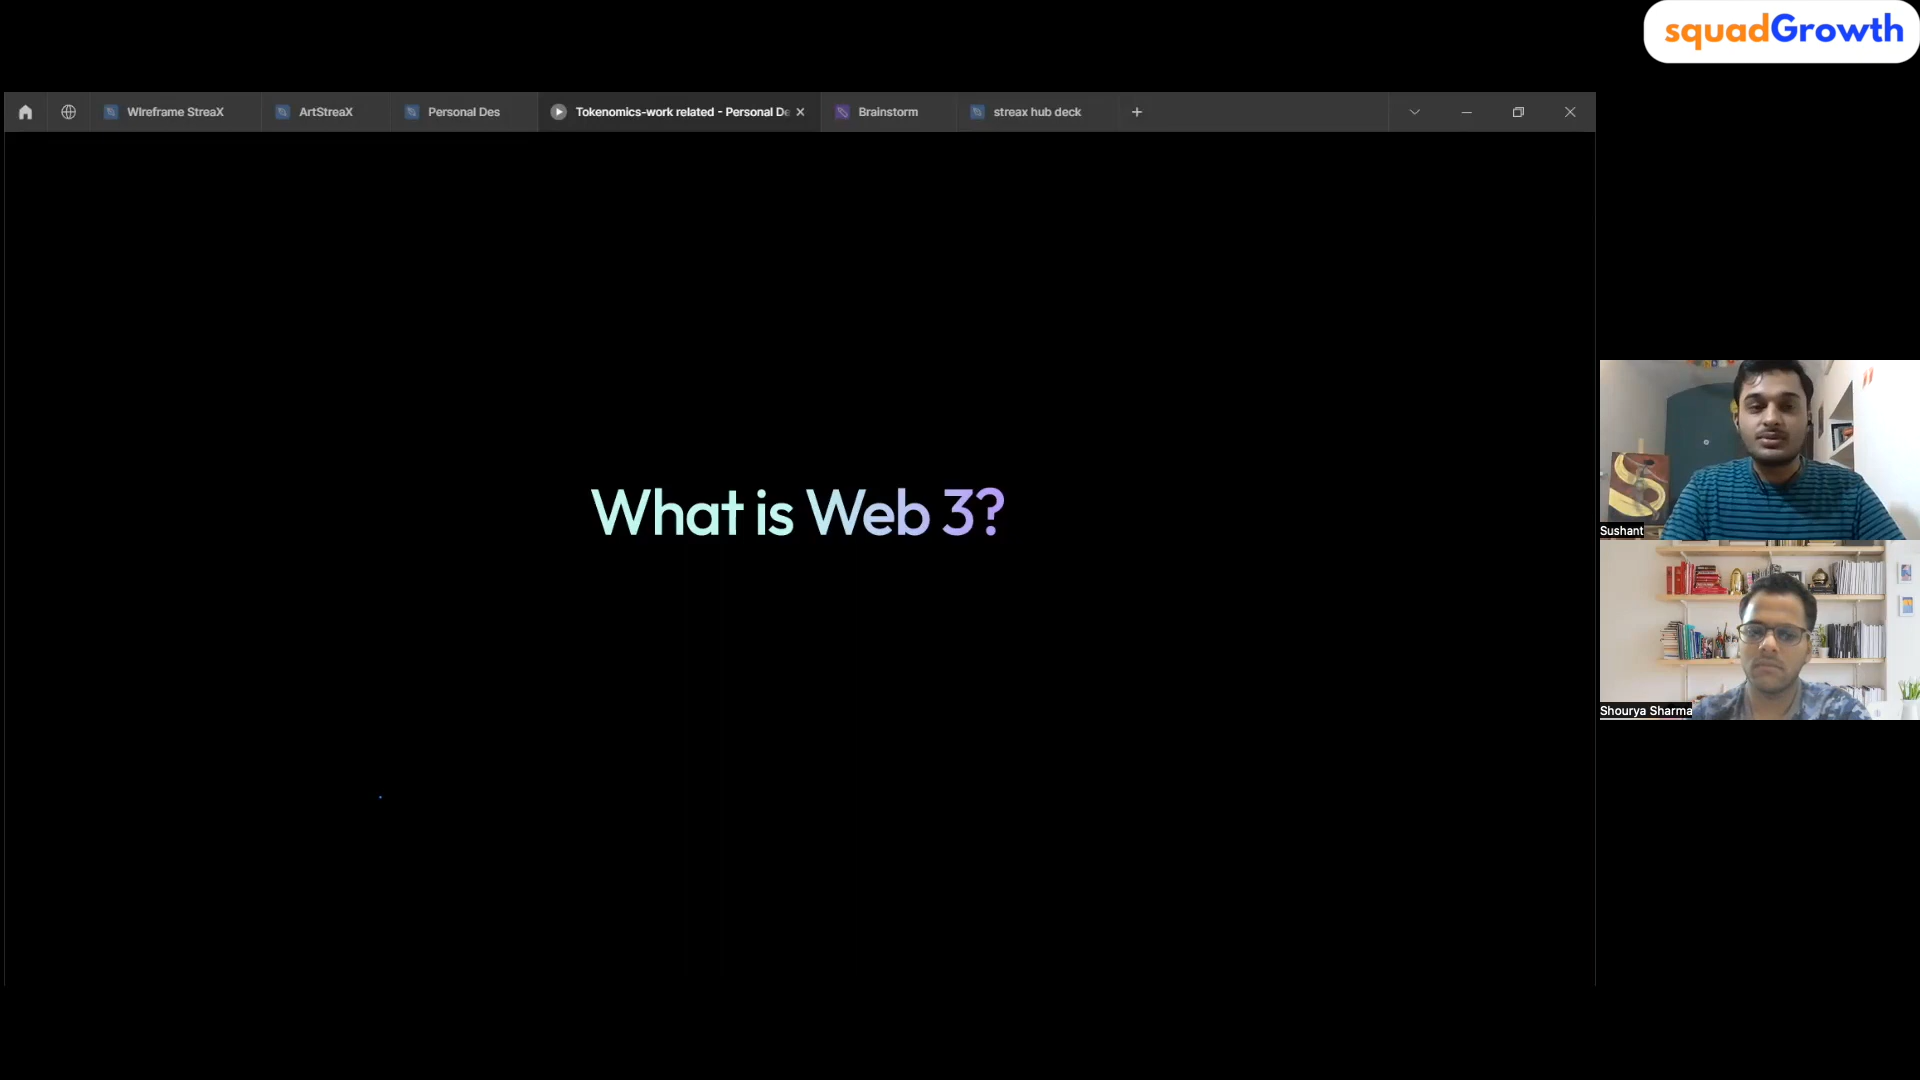 squadGrowth
WIreframe StreaX
ArtStreaX
Personal Des
Tokenomics-work related - Personal De
Brainstorm
streax hub deck
What is Web 3?
Sushant
Shourya Sharma